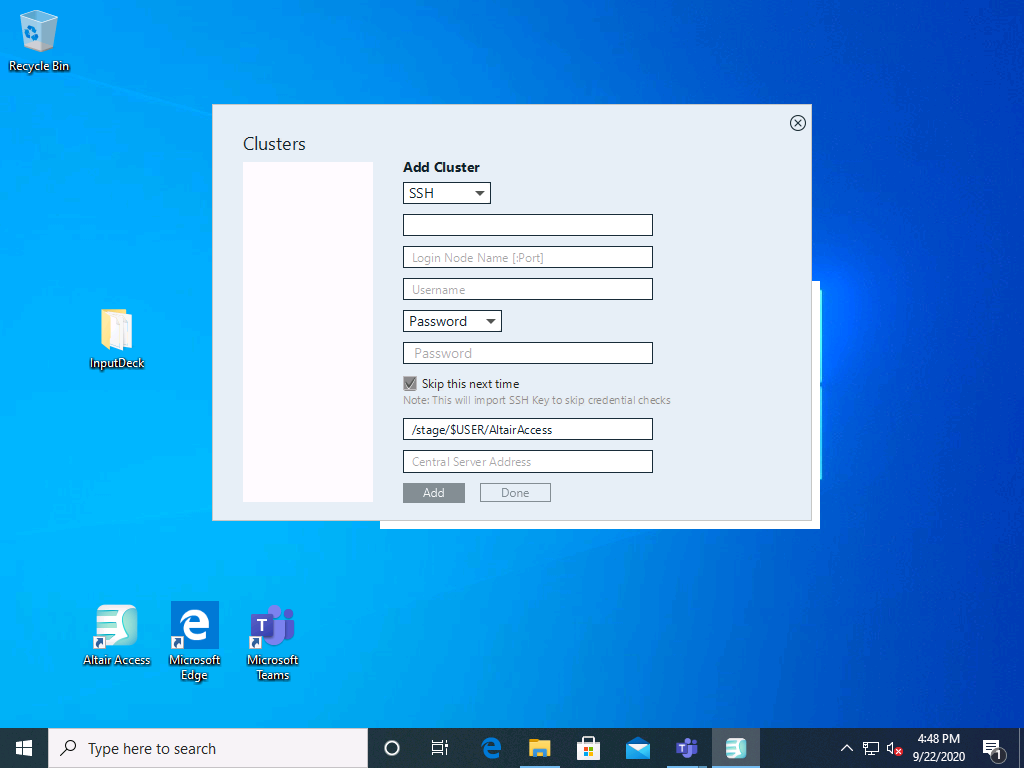 Recycle Bin
Clusters
Add Cluster
SSH
Login Node Name [:Port]
Username
Password
Password
Skip this next time
Note: This will import SSH Key to skip credential checks
/stage/$USER/AltairAccess
Central Server Address
Add
Done
InputDeck
Altair Access
Microsoft Edge
T
Microsoft Teams
Type here to search
4:48 PM
9/22/2020
1